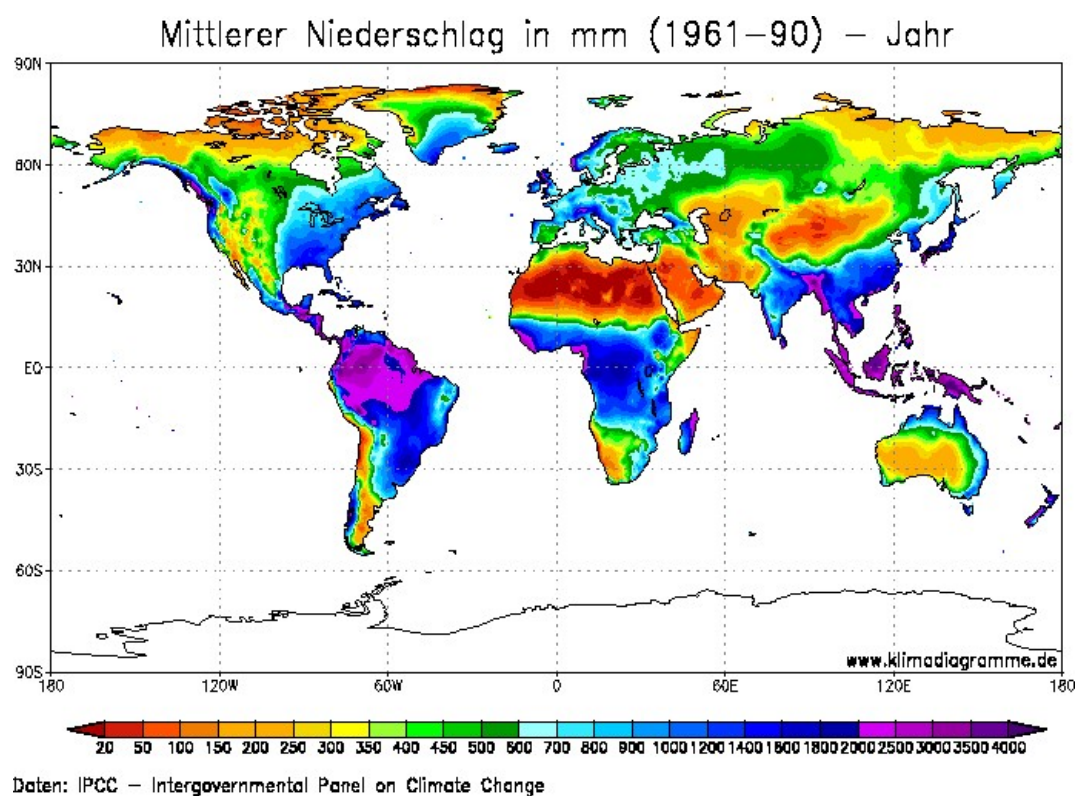 Mittlerer Niederschlag in mm (1961-90) - Jahr
90N
60N
30N
EQ
30S
60S
90S
180 120W 60W 0 60E 120E 180
www.klimadiagramme.de
20 50 100 150 200 250 300 350 400 450 500 600 700 800 900 1000 1200 1400 1600 1800 2000 2500 3000 3500 4000
Daten: IPCC - Intergovernmental Panel on Climate Change